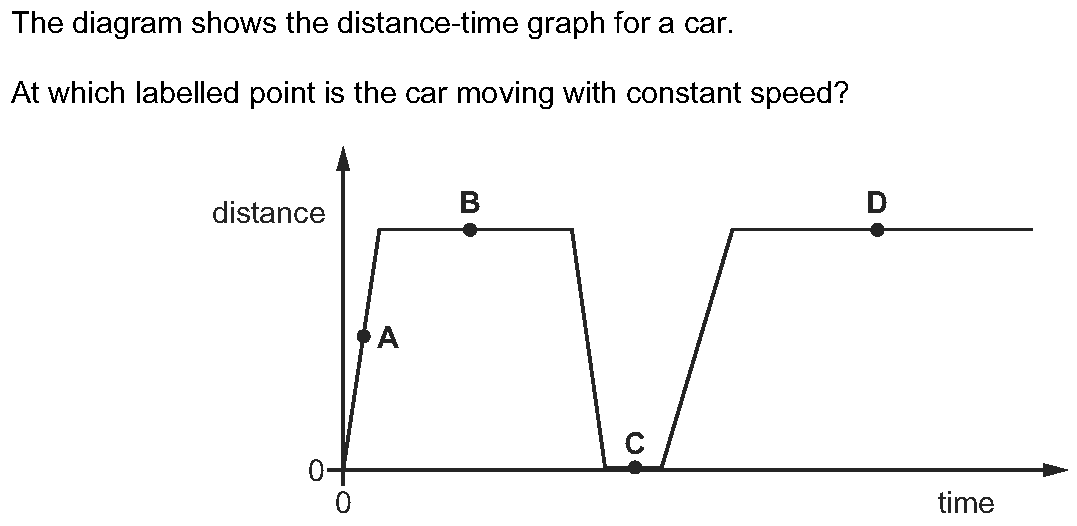 The diagram shows the distance-time graph for a car.
At which labelled point is the car moving with constant speed?
distance
B
D
A
C
0
0
time